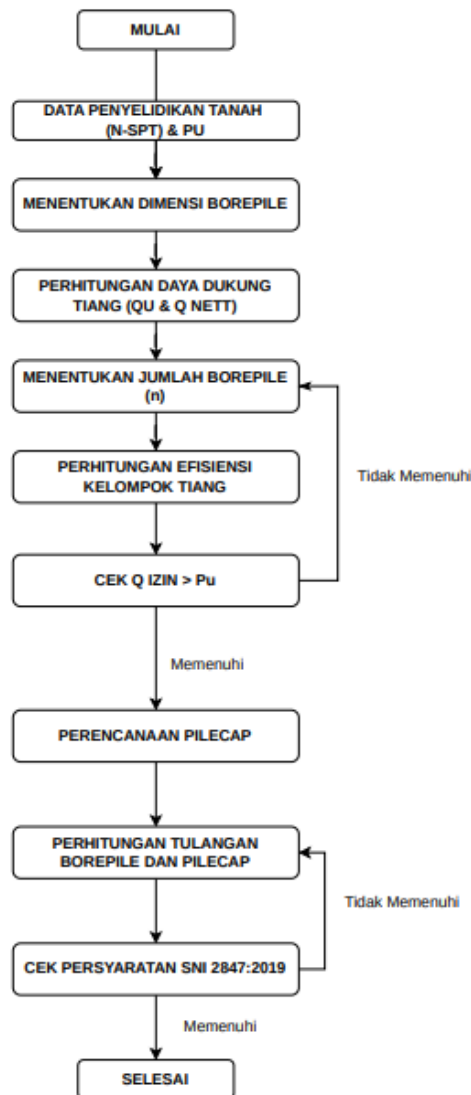 MULAI
DATA PENYELIDIKAN TANAH
(N-SPT) & PU
MENENTUKAN DIMENSI BOREPILE
PERHITUNGAN DAYA DUKUNG
TIANG (QU & Q NETT)
MENENTUKAN JUMLAH BOREPILE
(n)
PERHITUNGAN EFISIENSI
KELOMPOK TIANG
Tidak Memenuhi
CEK Q IZIN > Pu
Memenuhi
PERENCANAAN PILECAP
PERHITUNGAN TULANGAN
BOREPILE DAN PILECAP
Tidak Memenuhi
CEK PERSYARATAN SNI 2847:2019
Memenuhi
SELESAI